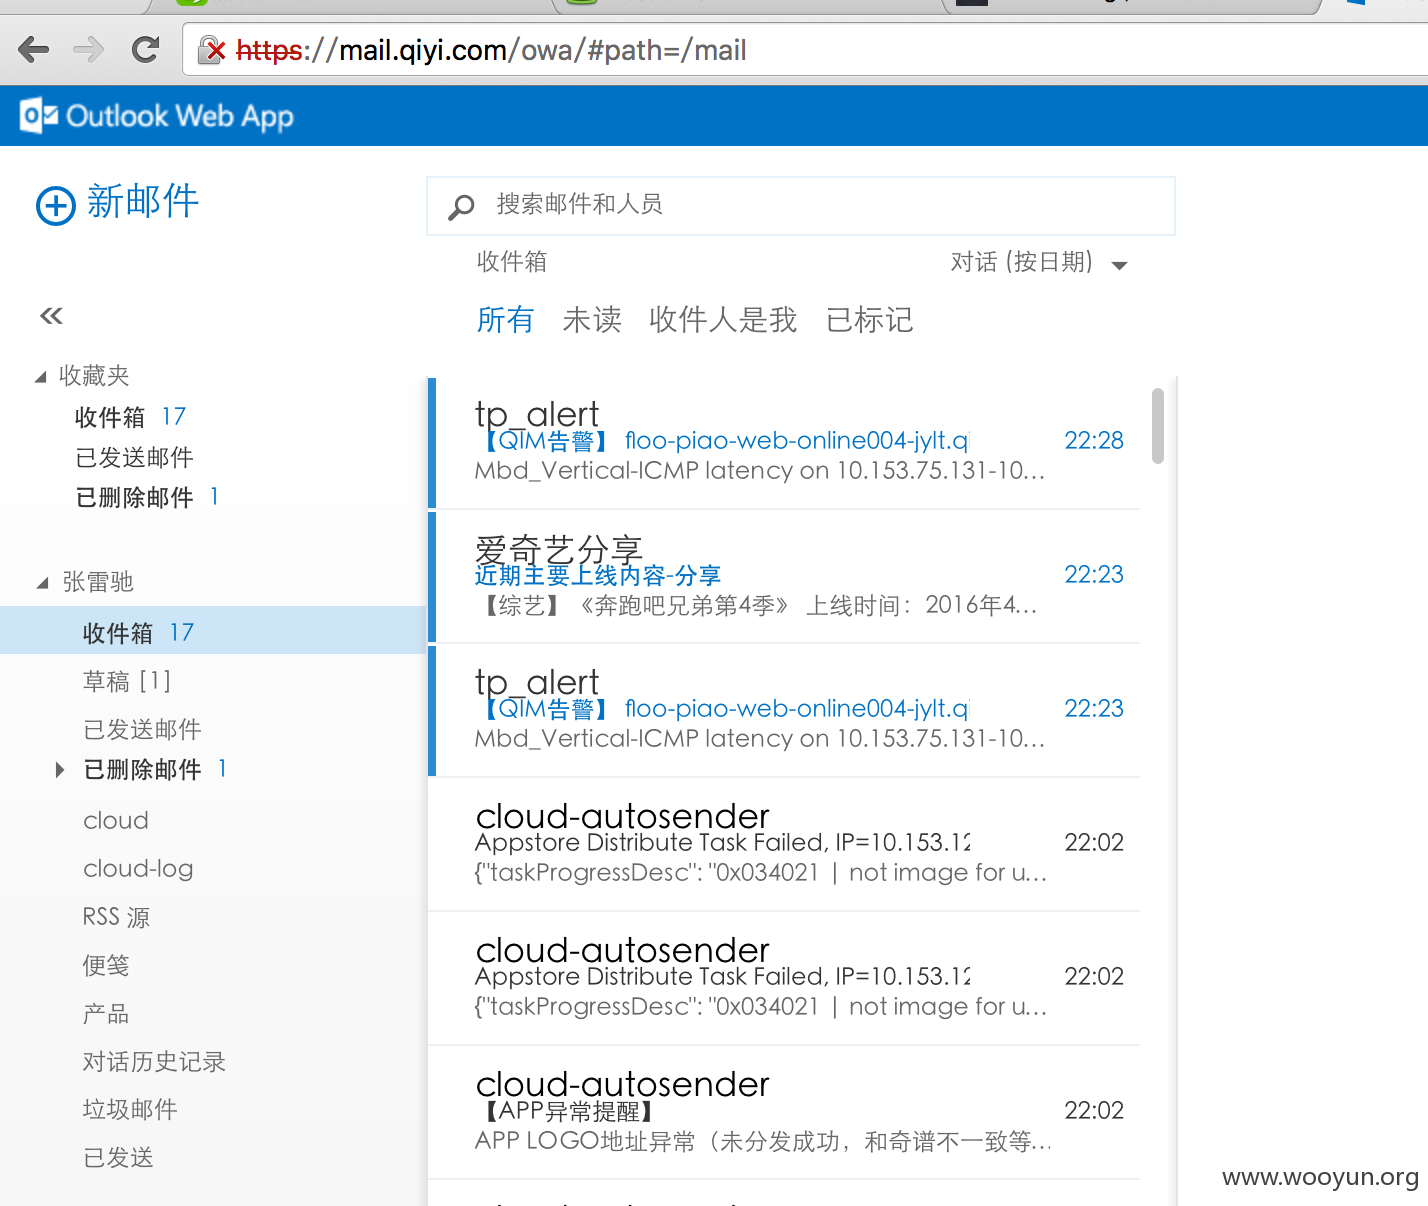 https://mail.qiyi.com/owa/#path=/mail
Outlook Web App
新邮件
搜索邮件和人员
收件箱
对话 (按日期)
所有 未读 收件人是我 已标记
收藏夹
收件箱 17
已发送邮件
已删除邮件 1
张雷驰
收件箱 17
草稿 [1]
已发送邮件
已删除邮件 1
cloud
cloud-log
RSS 源
便笺
产品
对话历史记录
垃圾邮件
已发送
tp_alert
【QIM告警】 floo-piao-web-online004-jylt.qi
22:28
Mbd_Vertical-ICMP latency on 10.153.75.131-10...
爱奇艺分享
近期主要上线内容-分享
22:23
【综艺】《奔跑吧兄弟第4季》 上线时间：2016年4...
tp_alert
【QIM告警】 floo-piao-web-online004-jylt.qi
22:23
Mbd_Vertical-ICMP latency on 10.153.75.131-10...
cloud-autosender
Appstore Distribute Task Failed, IP=10.153.12
22:02
{"taskProgressDesc": "0x034021 | not image for u...
cloud-autosender
Appstore Distribute Task Failed, IP=10.153.12
22:02
{"taskProgressDesc": "0x034021 | not image for u...
cloud-autosender
【APP异常提醒】
22:02
APP LOGO地址异常（未分发成功，和奇谱不一致等...
www.wooyun.org